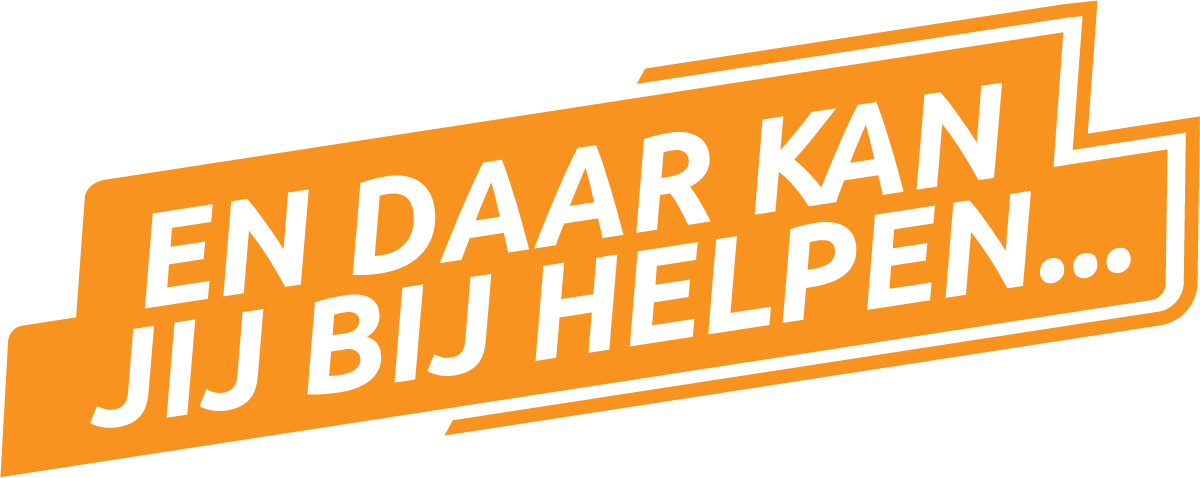 EN DAAR KAN
JIJ BIJ HELPEN...